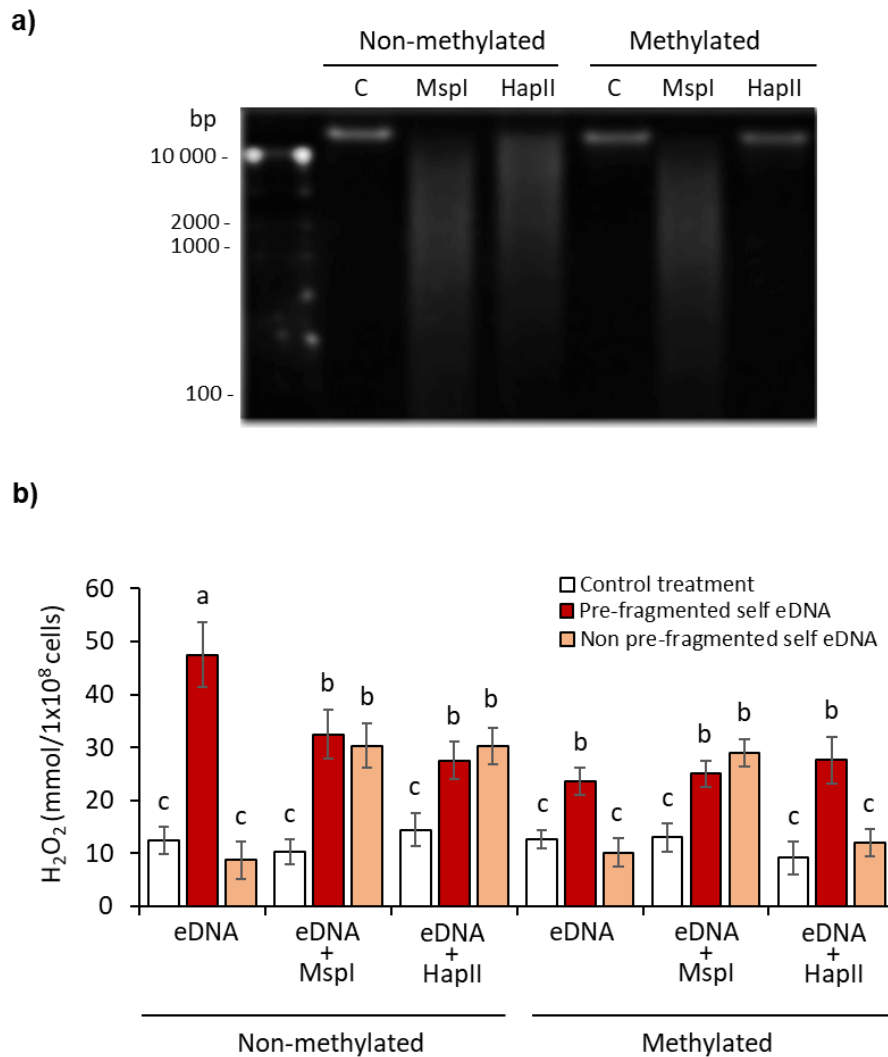 a)
Non-methylated Methylated
C MspI HapII C MspI HapII
bp
10 000 -
2000 -
1000 -
100 -
b)
H₂O₂ (mmol/1x10⁸ cells)
60
50
40
30
20
10
0
Control treatment
Pre-fragmented self eDNA
Non pre-fragmented self eDNA
c a c c b b c b b c b c c b b c b c
eDNA eDNA + MspI eDNA + HapII eDNA eDNA + MspI eDNA + HapII
Non-methylated Methylated